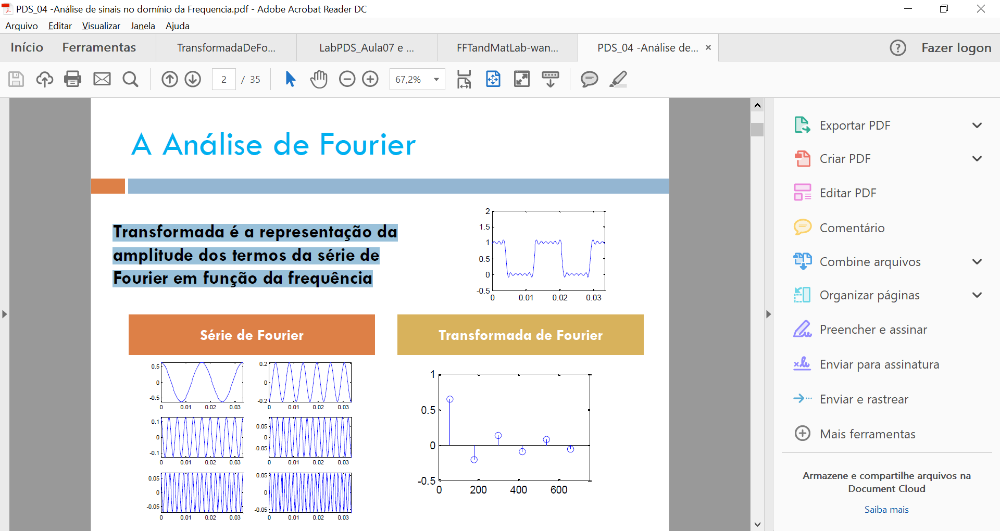 PDS_04 -Análise de sinais no domínio da Frequencia.pdf - Adobe Acrobat Reader DC
Arquivo Editar Visualizar Janela Ajuda
Início Ferramentas TransformadaDeFo... LabPDS_Aula07 e ... FFTandMatLab-wan... PDS_04 -Análise de... × ? Fazer logon
2 / 35 67,2%
A Análise de Fourier
Transformada é a representação da
amplitude dos termos da série de
Fourier em função da frequência
2
1.5
1
0.5
0
-0.5
0 0.01 0.02 0.03
Série de Fourier
0.5
0
-0.5
0 0.01 0.02 0.03
0.2
0
-0.2
0 0.01 0.02 0.03
0.1
0
-0.1
0 0.01 0.02 0.03
0.05
0
-0.05
0 0.01 0.02 0.03
0.05
0
-0.05
0 0.01 0.02 0.03
0.05
0
-0.05
0 0.01 0.02 0.03
Transformada de Fourier
1
0.5
0
-0.5
0 200 400 600
Exportar PDF
Criar PDF
Editar PDF
Comentário
Combine arquivos
Organizar páginas
Preencher e assinar
Enviar para assinatura
Enviar e rastrear
Mais ferramentas
Armazene e compartilhe arquivos na
Document Cloud
Saiba mais